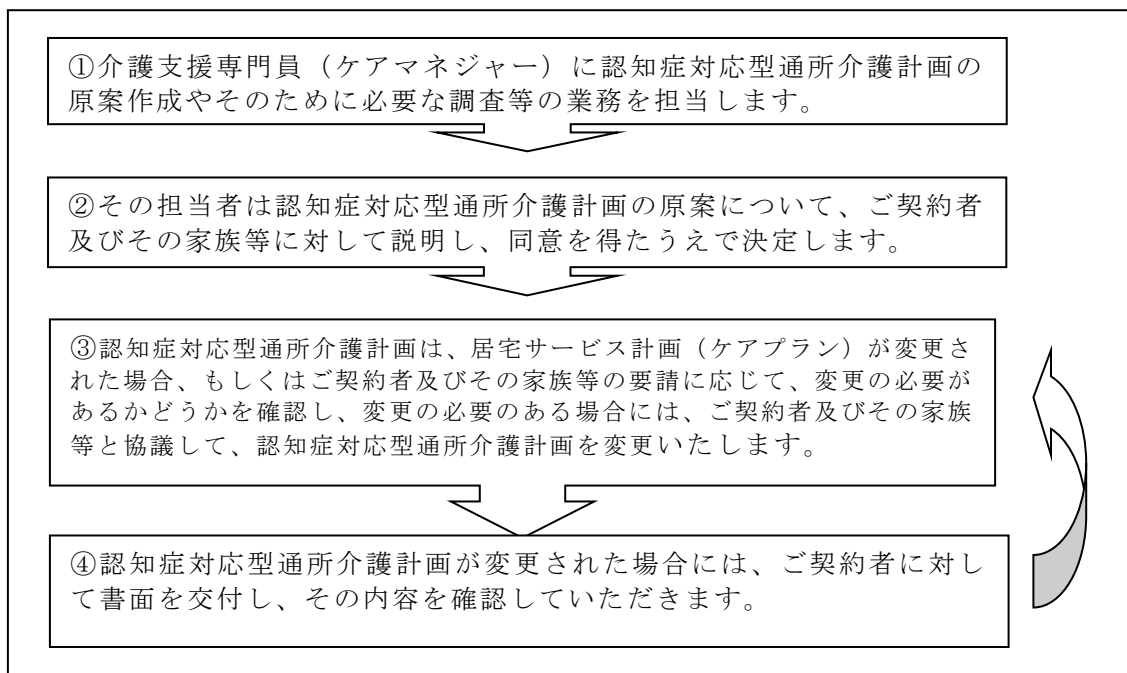 ①介護支援専門員（ケアマネジャー）に認知症対応型通所介護計画の
原案作成やそのために必要な調査等の業務を担当します。
②その担当者は認知症対応型通所介護計画の原案について、ご契約者
及びその家族等に対して説明し、同意を得たうえで決定します。
③認知症対応型通所介護計画は、居宅サービス計画（ケアプラン）が変更さ
れた場合、もしくはご契約者及びその家族等の要請に応じて、変更の必要が
あるかどうかを確認し、変更の必要のある場合には、ご契約者及びその家族
等と協議して、認知症対応型通所介護計画を変更いたします。
④認知症対応型通所介護計画が変更された場合には、ご契約者に対し
て書面を交付し、その内容を確認していただきます。